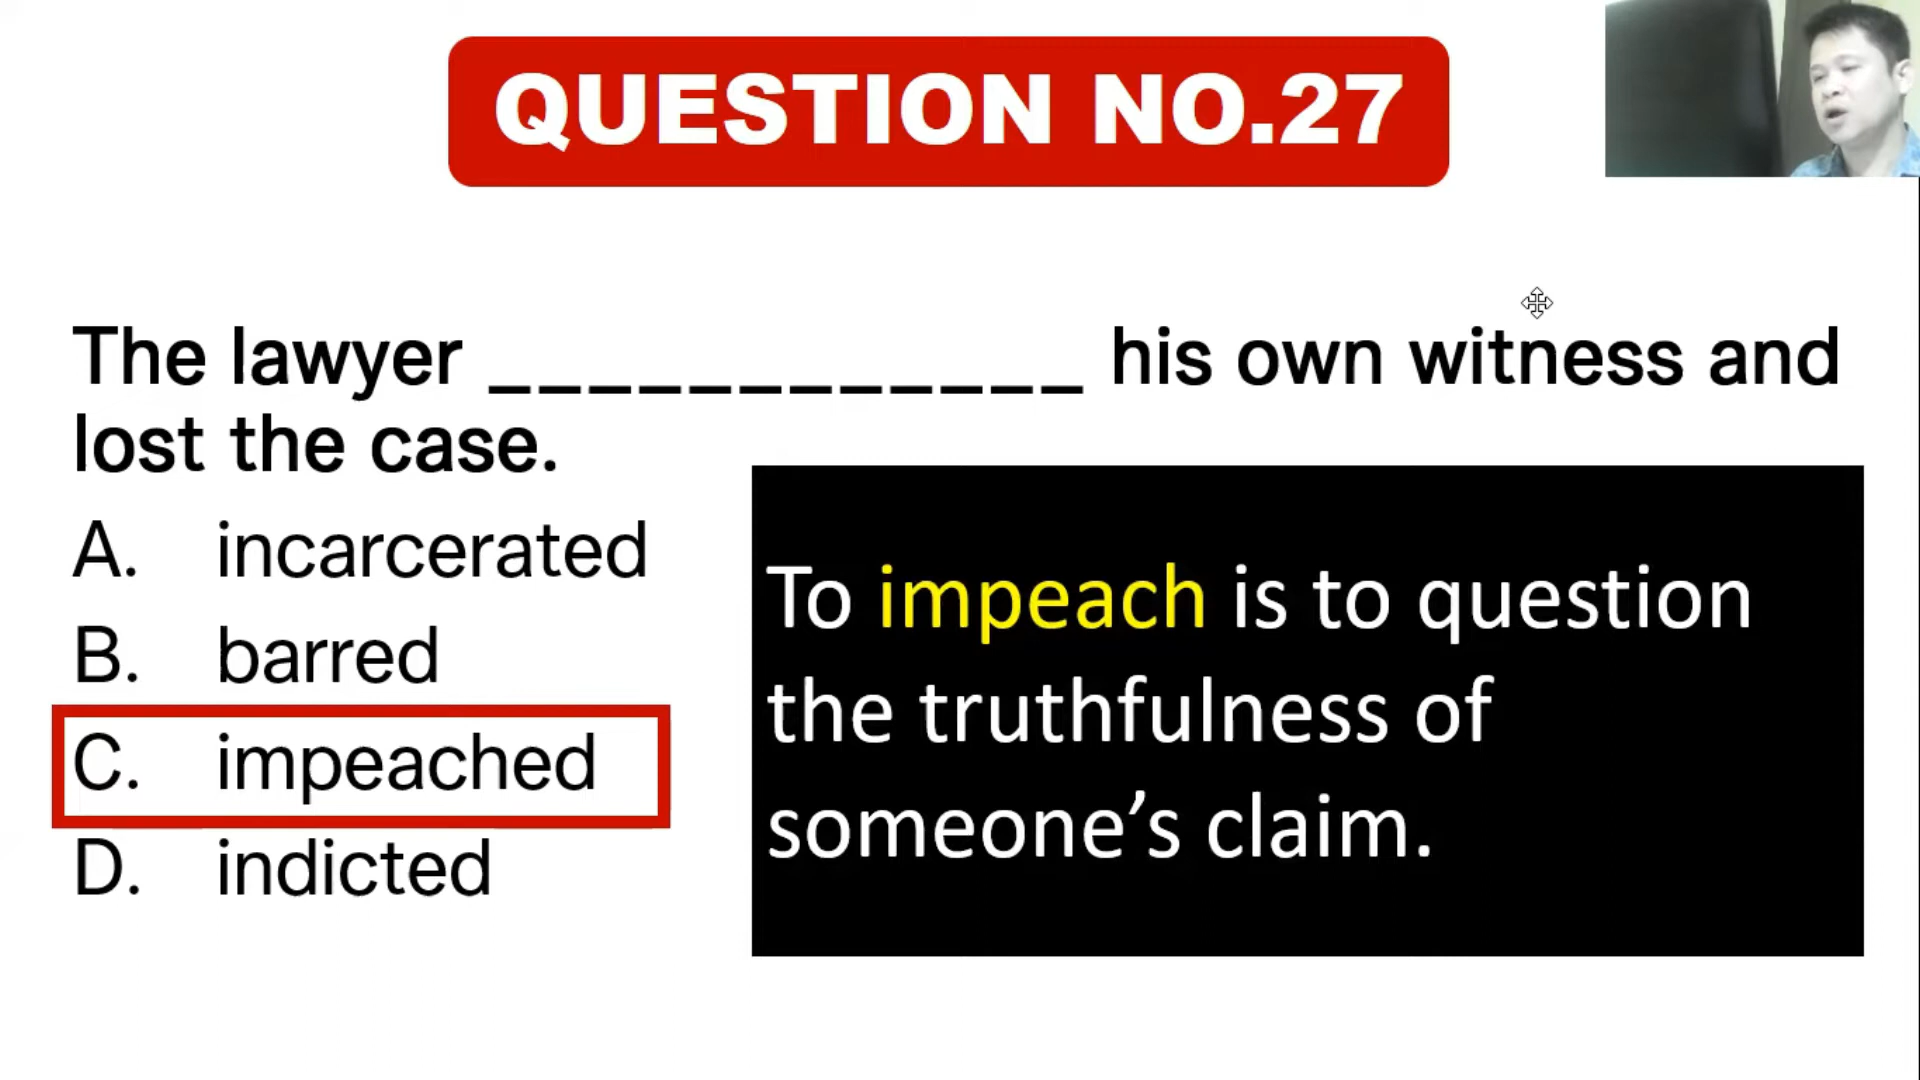 QUESTION NO.27
The lawyer _ _ _ _ _ _ _ _ _ _ _ _ his own witness and
lost the case.
A. incarcerated
B. barred
C. impeached
D. indicted
To impeach is to question
the truthfulness of
someone’s claim.